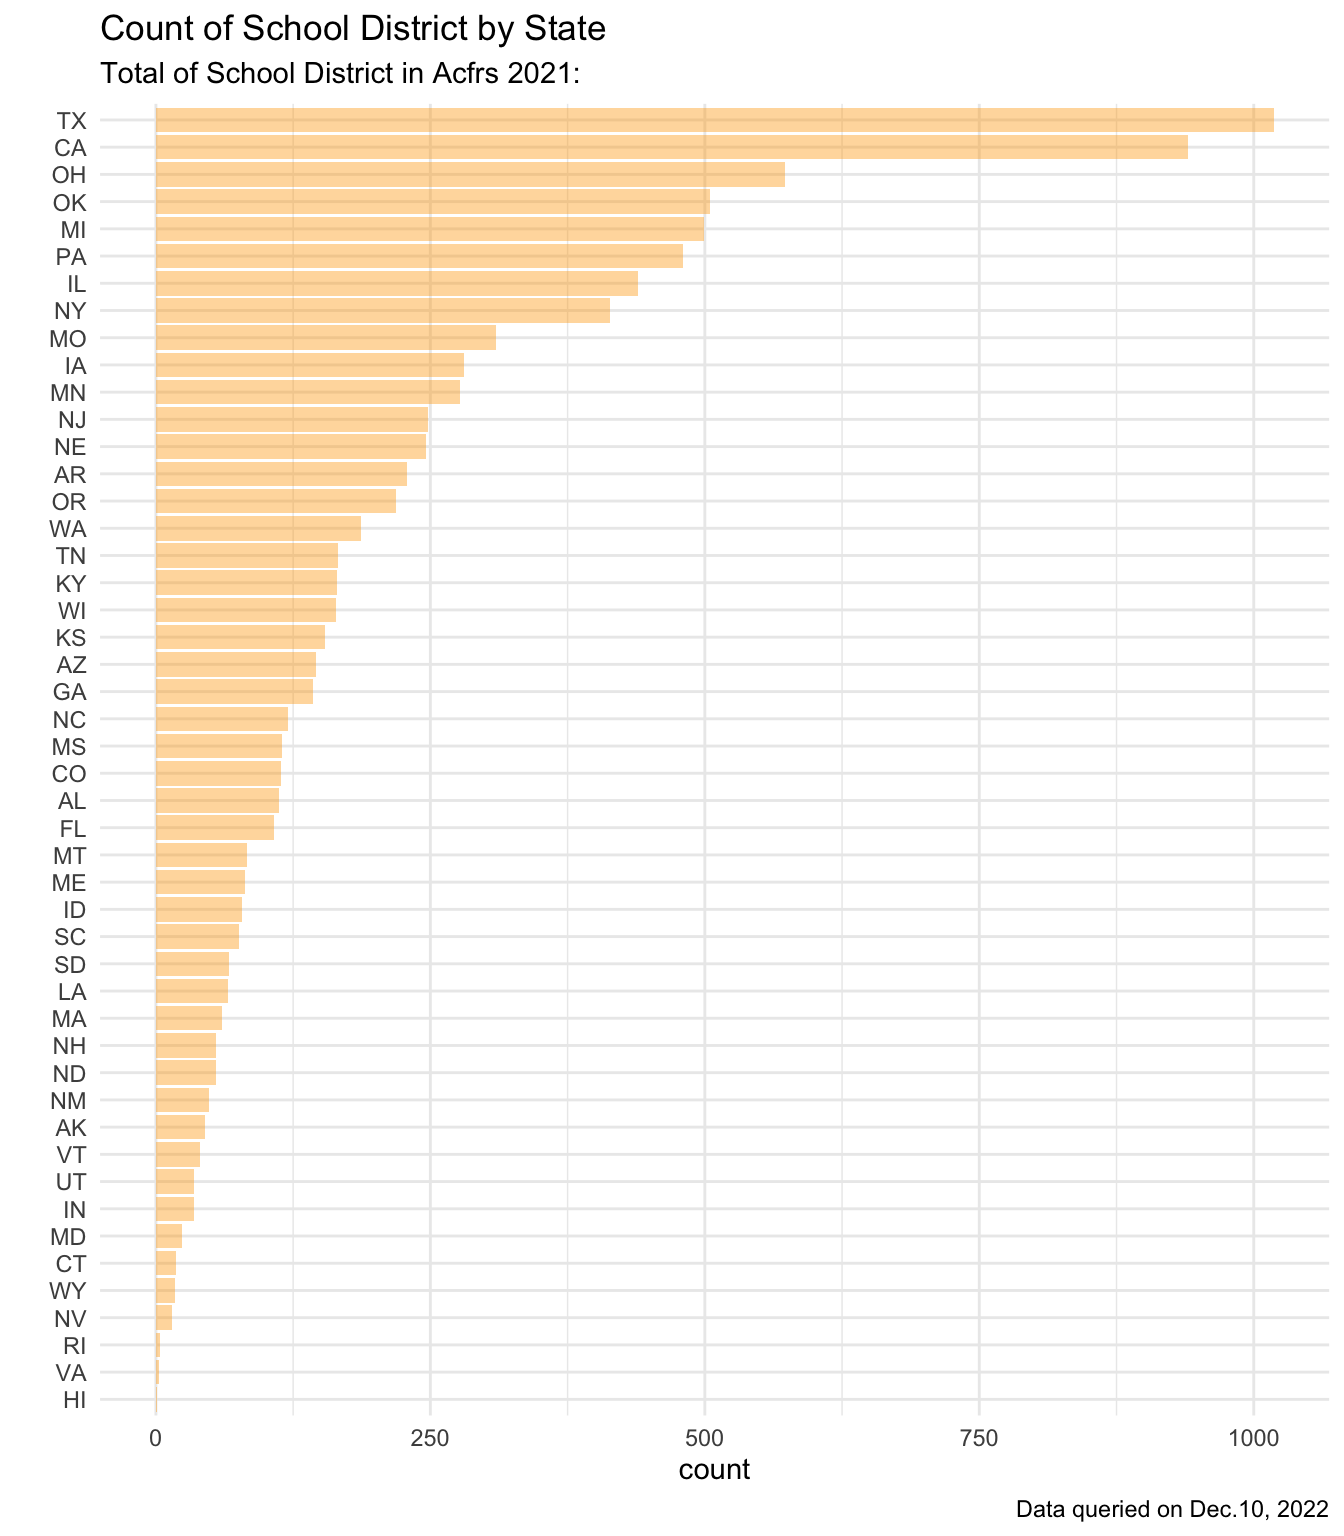 Count of School District by State
Total of School District in Acfrs 2021:
TX
CA
OH
OK
MI
PA
IL
NY
MO
IA
MN
NJ
NE
AR
OR
WA
TN
KY
WI
KS
AZ
GA
NC
MS
CO
AL
FL
MT
ME
ID
SC
SD
LA
MA
NH
ND
NM
AK
VT
UT
IN
MD
CT
WY
NV
RI
VA
HI
0 250 500 750 1000
count
Data queried on Dec.10, 2022